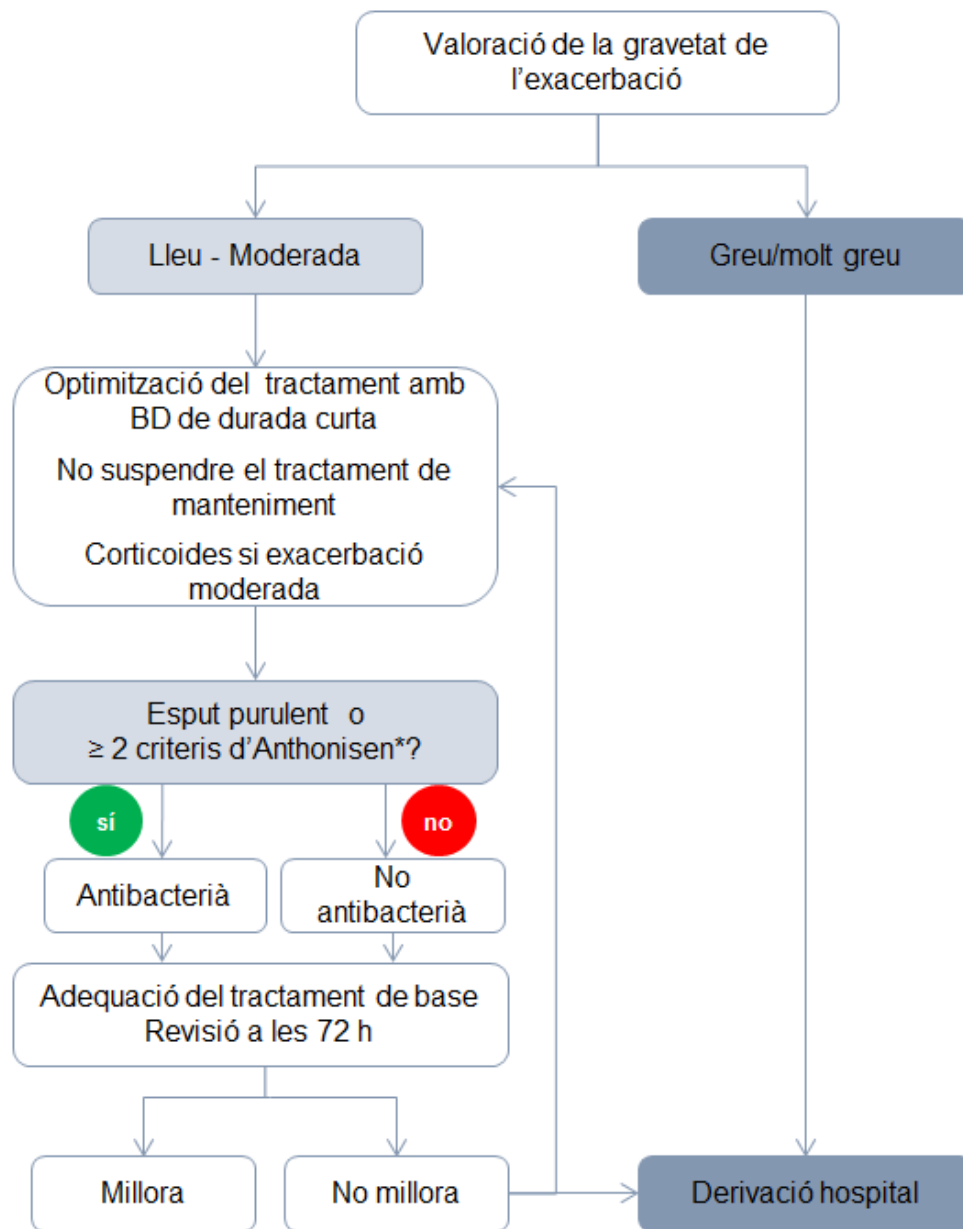 Valoració de la gravetat de
l’exacerbació
Lleu - Moderada
Greu/molt greu
Optimització del tractament amb
BD de durada curta
No suspendre el tractament de
manteniment
Corticoides si exacerbació
moderada
Esput purulent o
≥ 2 criteris d’Anthonisen*?
sí
no
Antibacterià
No
antibacterià
Adequació del tractament de base
Revisió a les 72 h
Millora
No millora
Derivació hospital